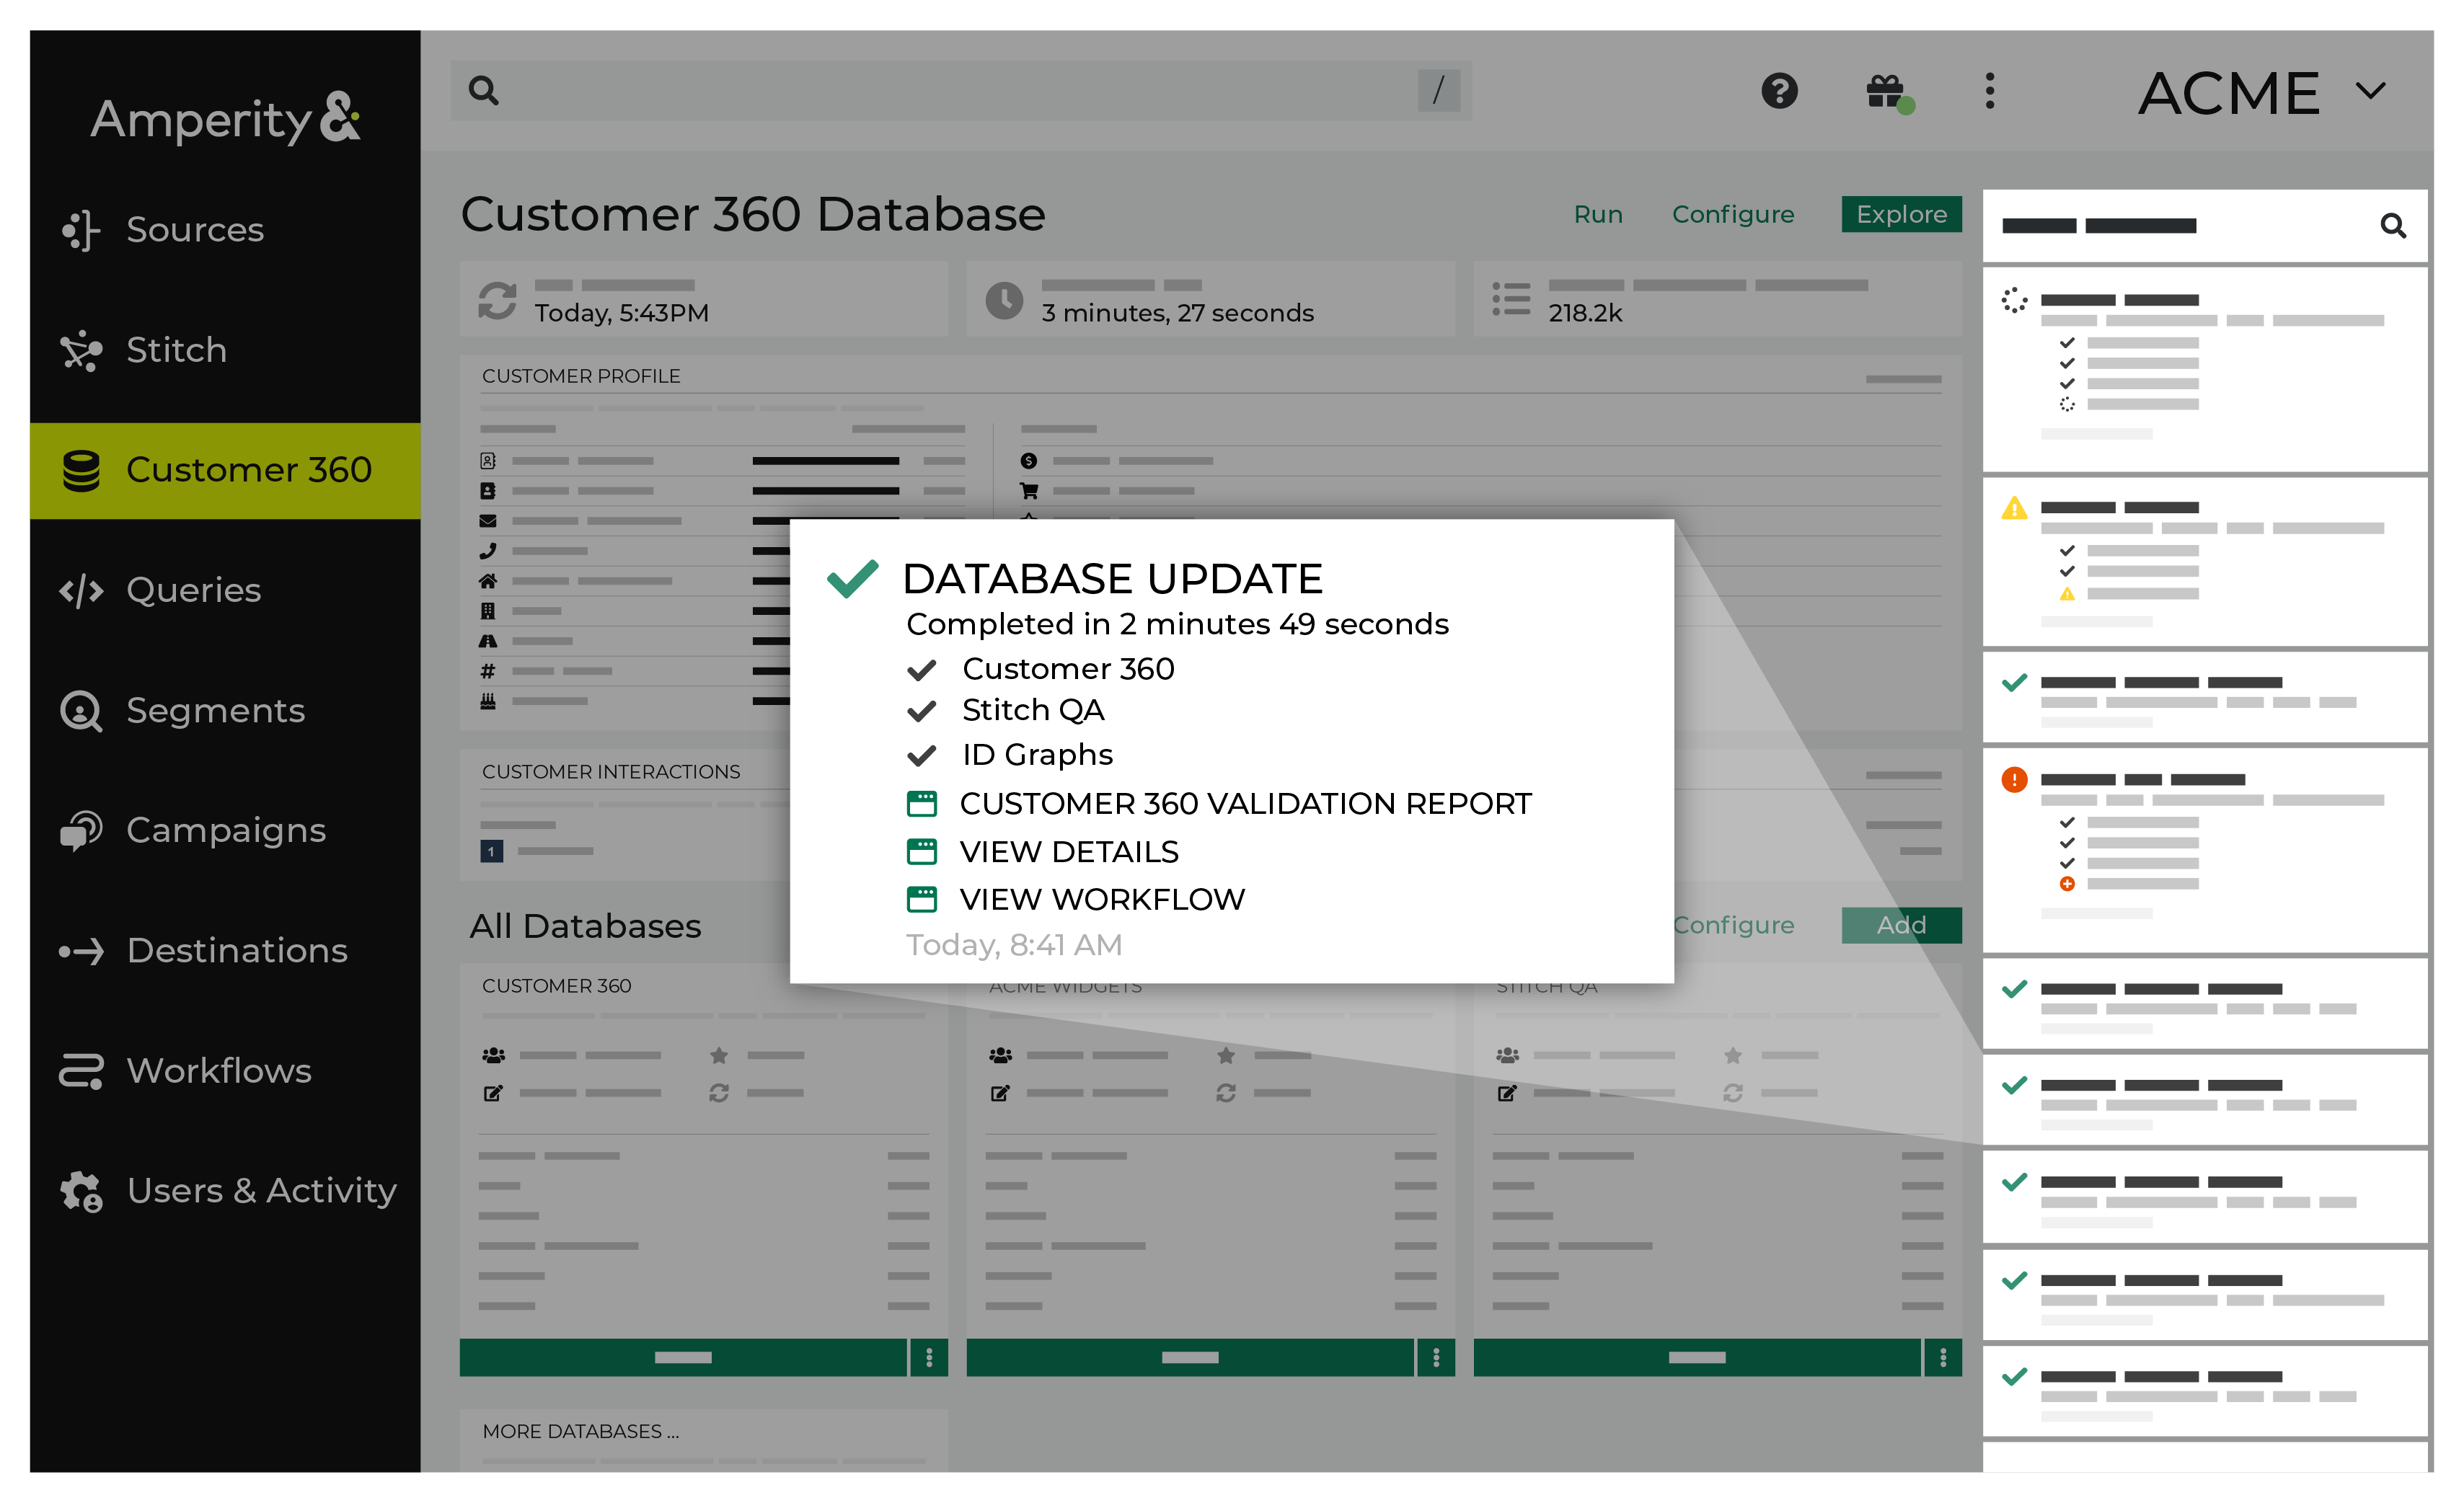 Amperity&
Sources
Stitch
Customer 360
Queries
Segments
Campaigns
Destinations
Workflows
Users & Activity
/
ACME
Customer 360 Database
Run
Configure
Explore
Today, 5:43PM
3 minutes, 27 seconds
218.2k
CUSTOMER PROFILE
CUSTOMER INTERACTIONS
1
DATABASE UPDATE
Completed in 2 minutes 49 seconds
Customer 360
Stitch QA
ID Graphs
CUSTOMER 360 VALIDATION REPORT
VIEW DETAILS
VIEW WORKFLOW
Today, 8:41 AM
All Databases
Configure
Add
CUSTOMER 360
ACME WIDGETS
STITCH QA
MORE DATABASES ...